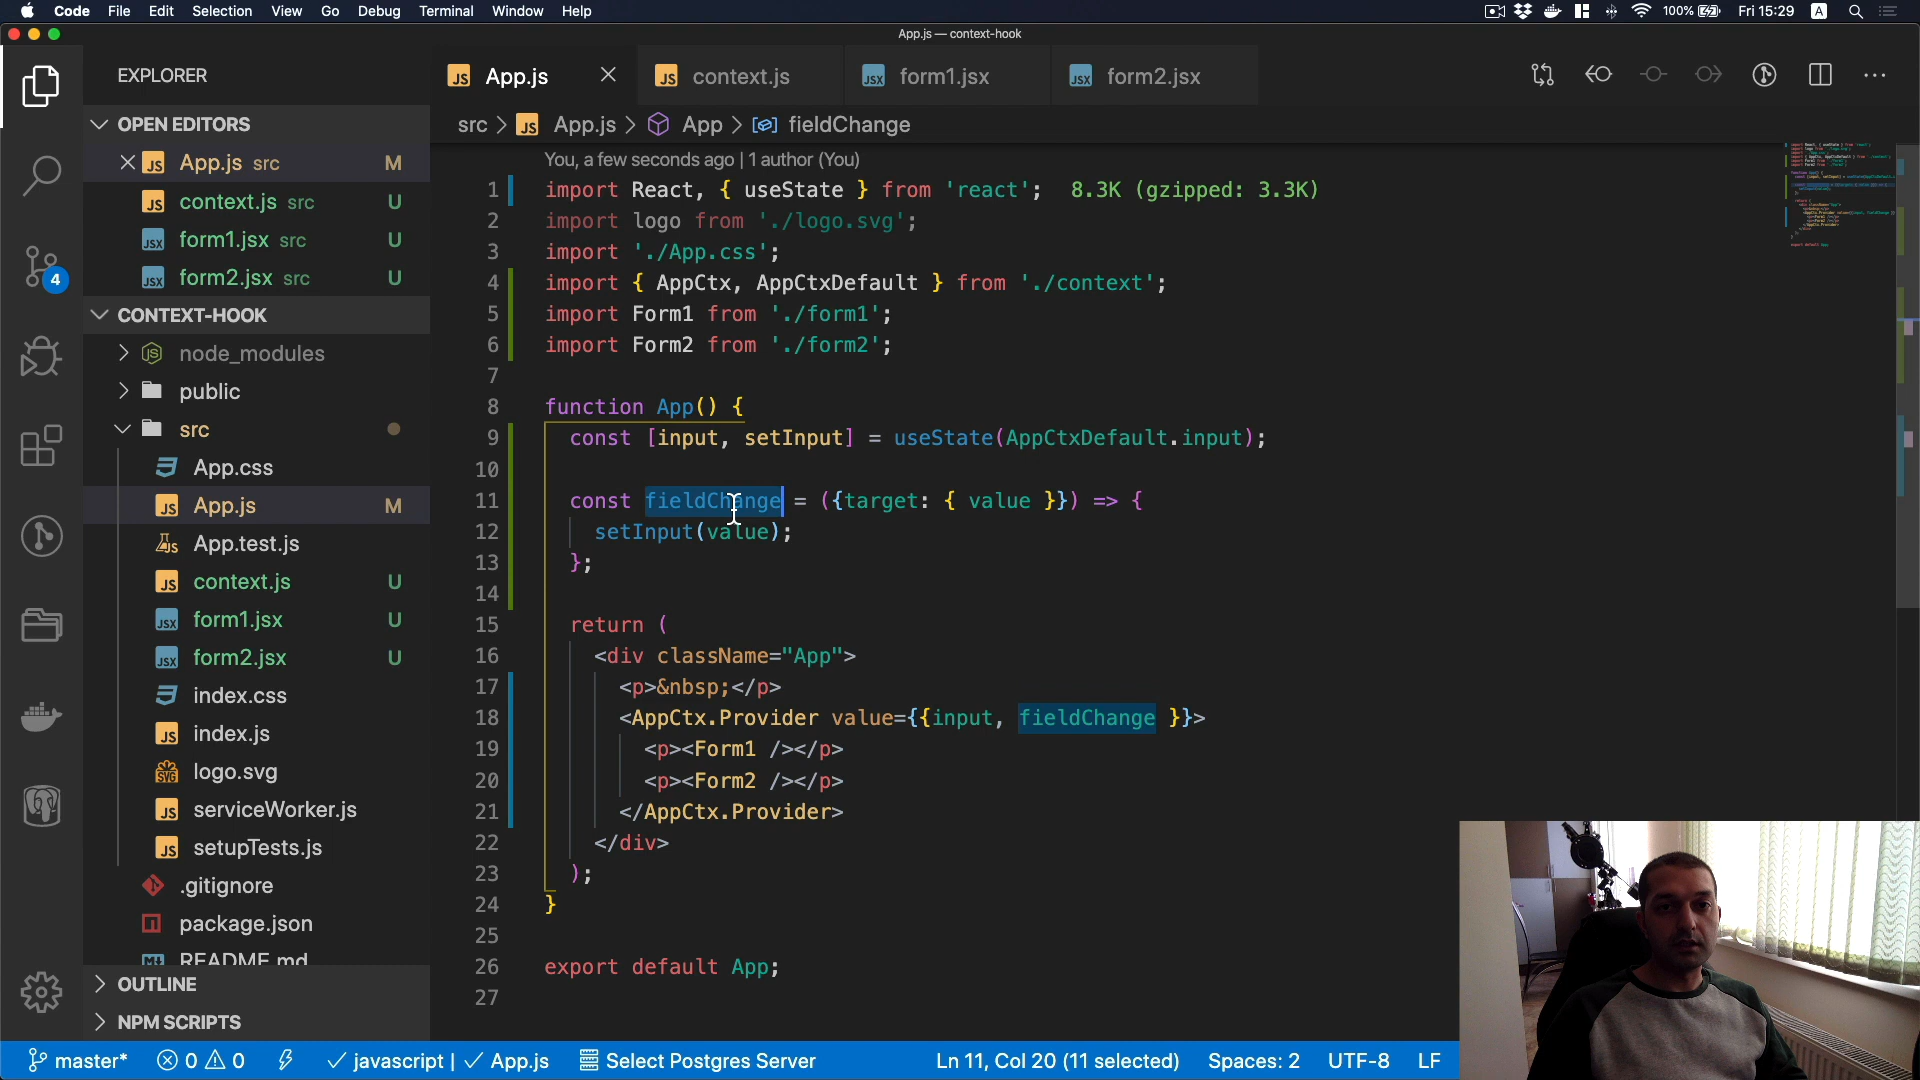 Code File Edit Selection View Go Debug Terminal Window Help 100% Fri 15:29 A
App.js — context-hook
EXPLORER
App.js
context.js
form1.jsx
form2.jsx
OPEN EDITORS
App.js src M
context.js src U
form1.jsx src U
form2.jsx src U
4
CONTEXT-HOOK
node_modules
public
src
App.css
App.js M
App.test.js
context.js U
form1.jsx U
form2.jsx U
index.css
index.js
logo.svg
serviceWorker.js
setupTests.js
.gitignore
package.json
README.md
OUTLINE
NPM SCRIPTS
src > App.js > App > fieldChange
You, a few seconds ago | 1 author (You)
1 import React, { useState } from 'react'; 8.3K (gzipped: 3.3K)
2 import logo from './logo.svg';
3 import './App.css';
4 import { AppCtx, AppCtxDefault } from './context';
5 import Form1 from './form1';
6 import Form2 from './form2';
7
8 function App() {
9 const [input, setInput] = useState(AppCtxDefault.input);
10
11 const fieldChange = ({target: { value }}) => {
12 setInput(value);
13 };
14
15 return (
16 <div className="App">
17 <p>&nbsp;</p>
18 <AppCtx.Provider value={{input, fieldChange }}>
19 <p><Form1 /></p>
20 <p><Form2 /></p>
21 </AppCtx.Provider>
22 </div>
23 );
24 }
25
26 export default App;
27
master* 0 0 javascript | App.js Select Postgres Server Ln 11, Col 20 (11 selected) Spaces: 2 UTF-8 LF